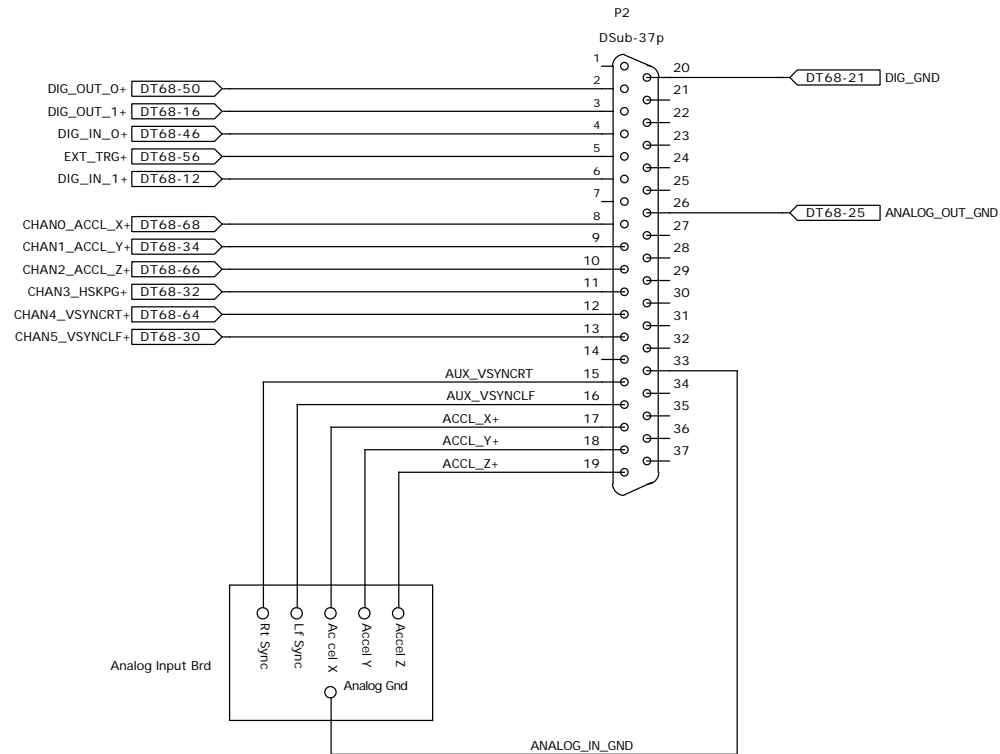 P2
DSub-37p
1
20
DIG_OUT_0+ DT68-50 2
DT68-21 DIG_GND
21
DIG_OUT_1+ DT68-16 3
22
DIG_IN_0+ DT68-46 4
23
EXT_TRG+ DT68-56 5
24
DIG_IN_1+ DT68-12 6
25
7
26
DT68-25 ANALOG_OUT_GND
CHAN0_ACCL_X+ DT68-68 8
27
CHAN1_ACCL_Y+ DT68-34 9
28
CHAN2_ACCL_Z+ DT68-66 10
29
CHAN3_HSKPG+ DT68-32 11
30
CHAN4_VSYNCRT+ DT68-64 12
31
CHAN5_VSYNCLF+ DT68-30 13
32
14
33
AUX_VSYNCRT 15
34
AUX_VSYNCLF 16
35
ACCL_X+ 17
36
ACCL_Y+ 18
37
ACCL_Z+ 19
Rt Sync
Lf Sync
Ac cel X
Accel Y
Accel Z
Analog Input Brd
Analog Gnd
ANALOG_IN_GND